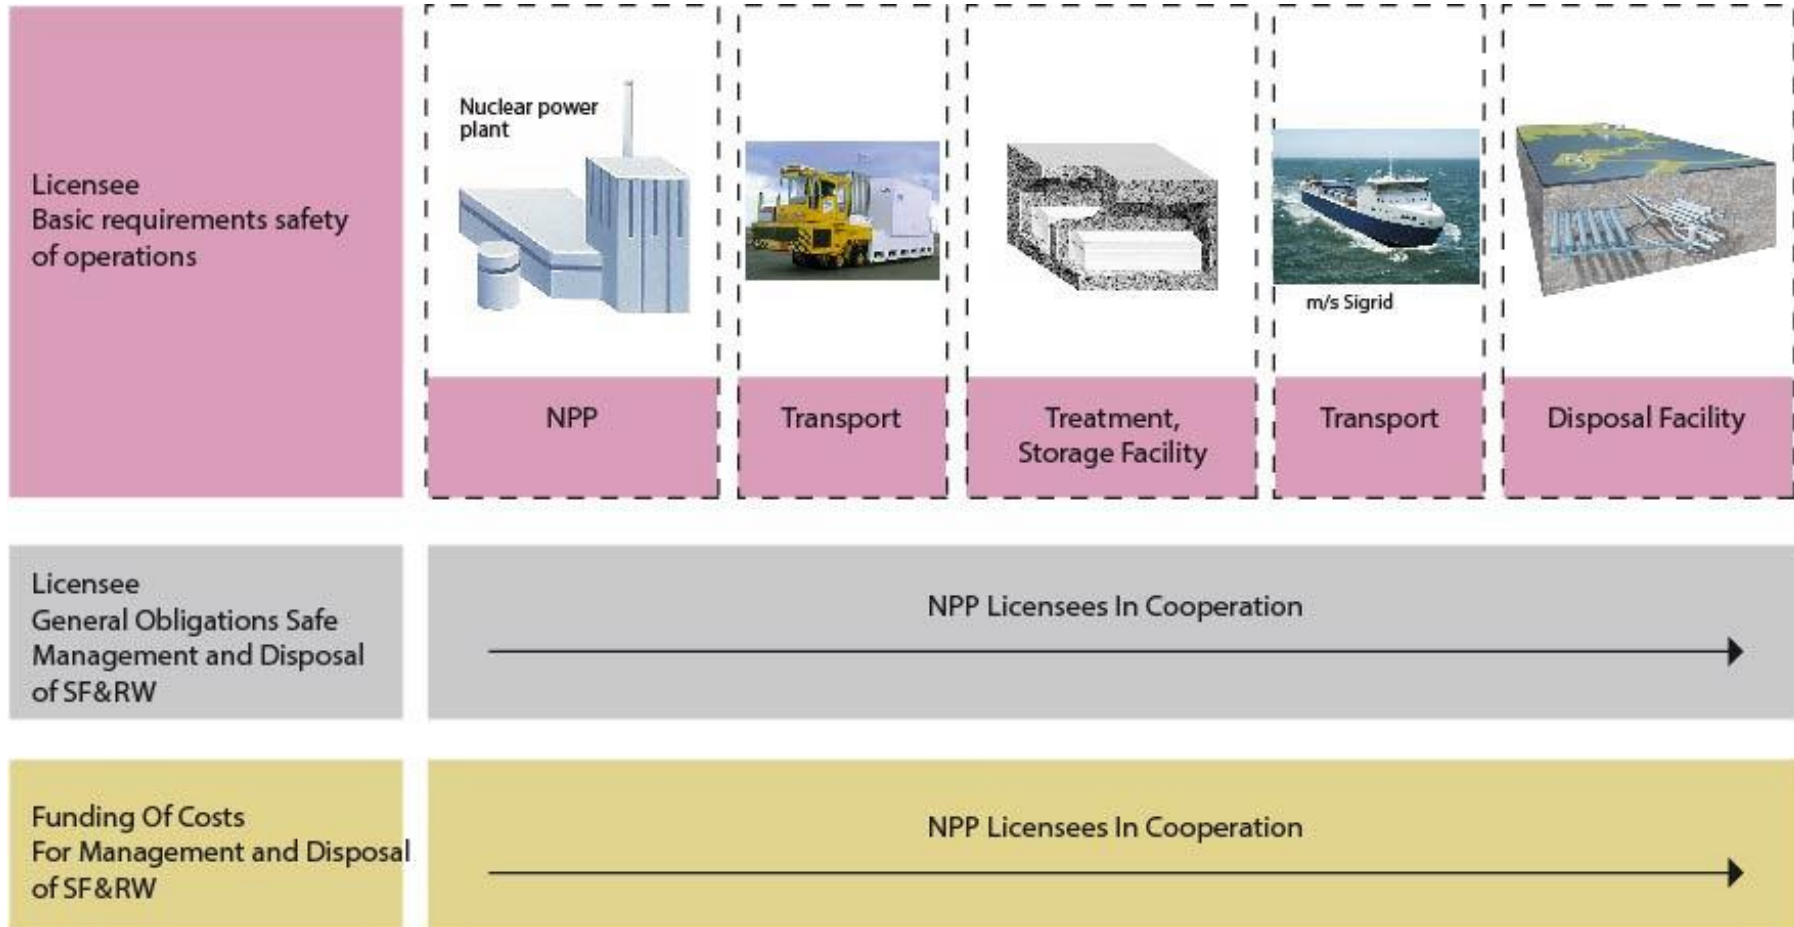 Licensee
Basic requirements safety
of operations
Nuclear power
plant
m/s Sigrid
NPP
Transport
Treatment,
Storage Facility
Transport
Disposal Facility
Licensee
General Obligations Safe
Management and Disposal
of SF&RW
NPP Licensees In Cooperation
Funding Of Costs
For Management and Disposal
of SF&RW
NPP Licensees In Cooperation